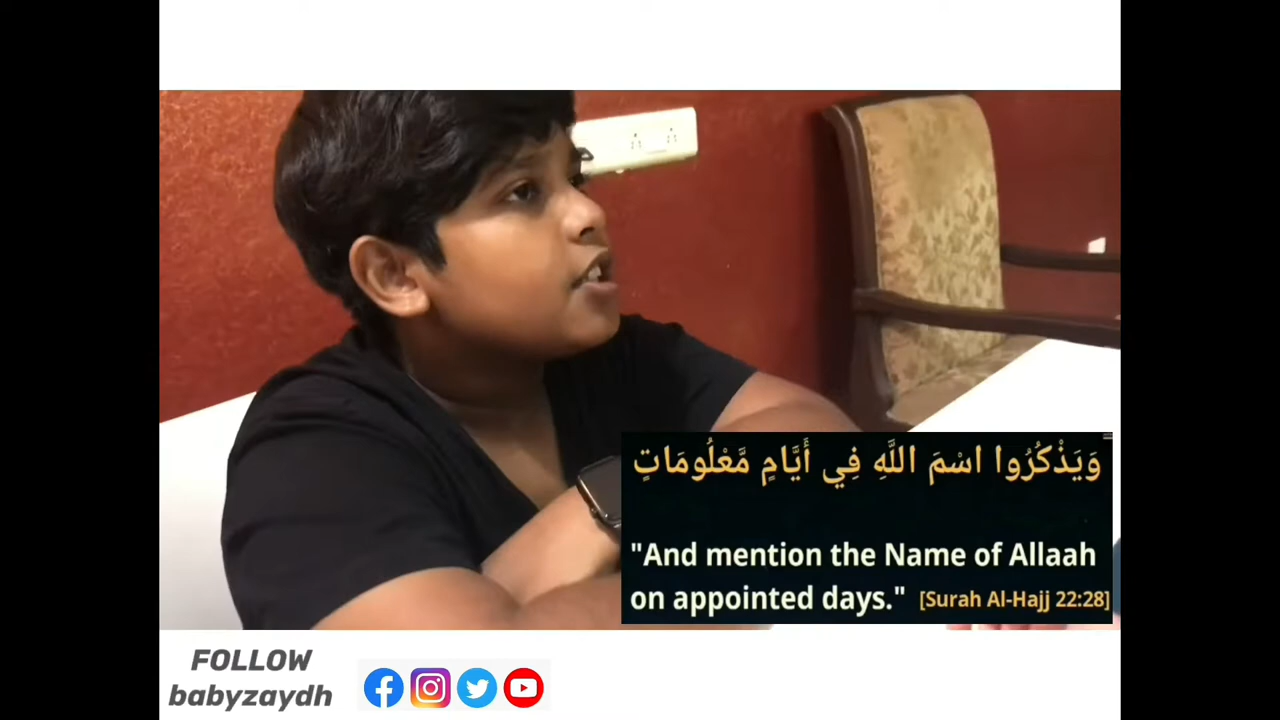 وَيَذْكُرُوا اسْمَ اللَّهِ فِي أَيَّامٍ مَّعْلُومَاتٍ
"And mention the Name of Allaah
on appointed days." [Surah Al-Hajj 22:28]
FOLLOW
babyzaydh